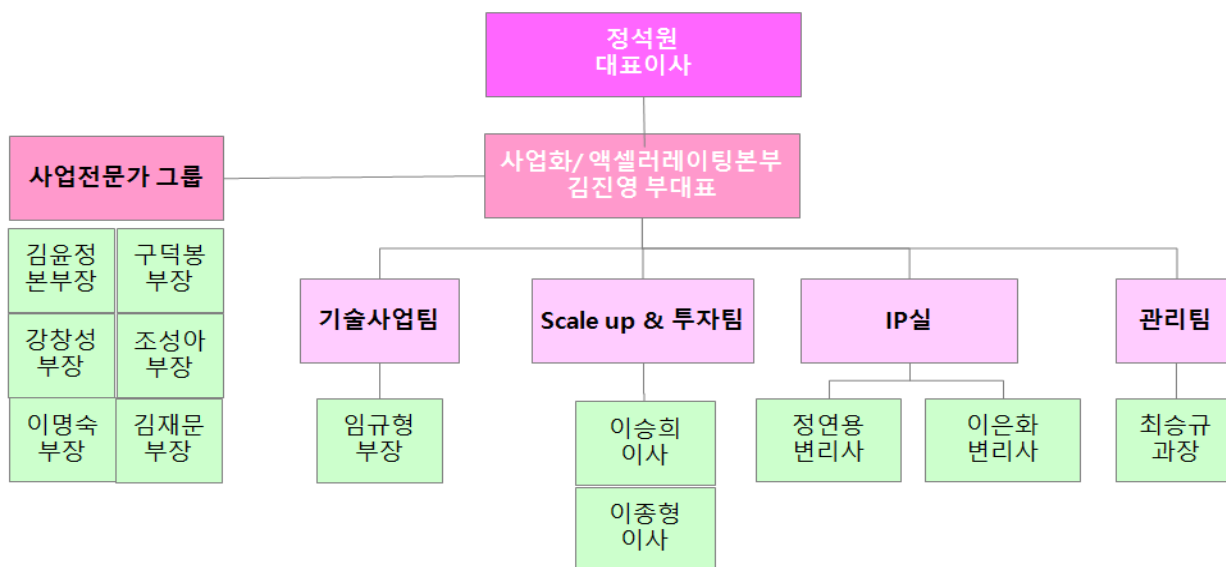 정석원
대표이사
사업화/ 액셀러레이팅본부
김진영 부대표
사업전문가 그룹
김윤정
본부장
구덕봉
부장
강창성
부장
조성아
부장
이명숙
부장
김재문
부장
기술사업팀
Scale up & 투자팀
IP실
관리팀
임규형
부장
이승희
이사
이종형
이사
정연용
변리사
이은화
변리사
최승규
과장